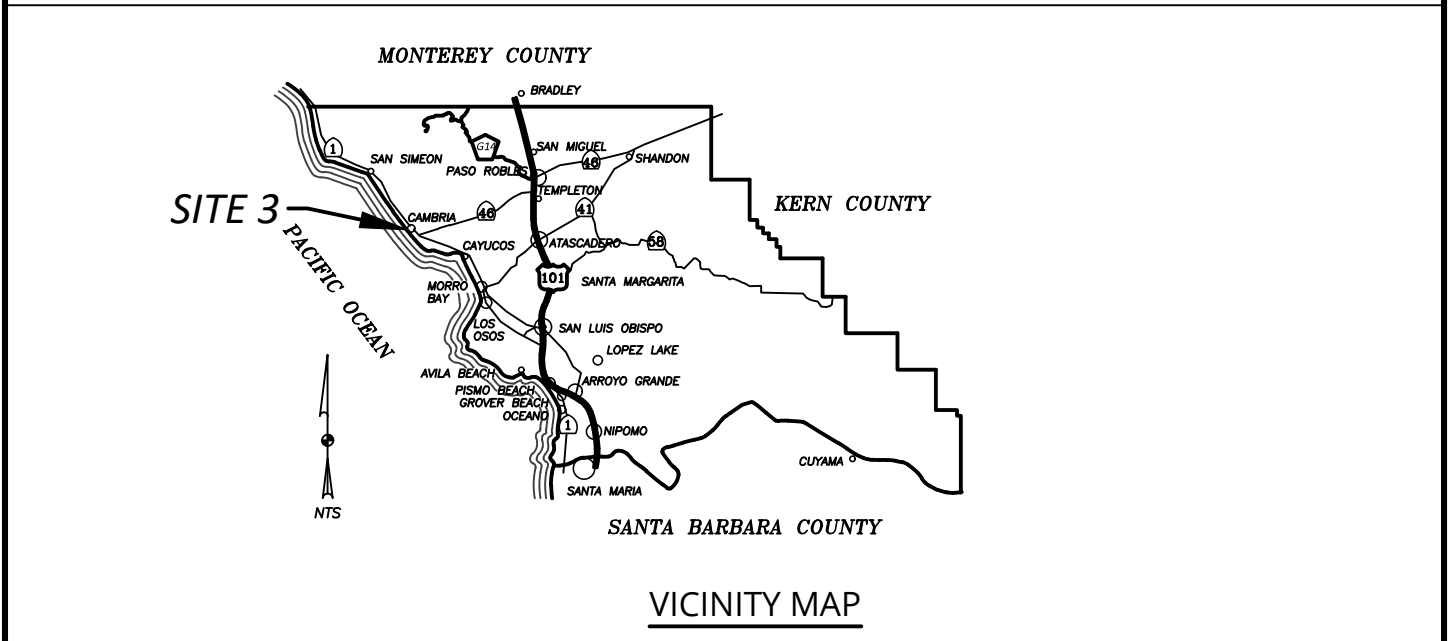 MONTEREY COUNTY
BRADLEY
1
G14
SAN MIGUEL
SAN SIMEON
46
SHANDON
PASO ROBLES
TEMPLETON
SITE 3
CAMBRIA
46
41
KERN COUNTY
CAYUCOS
ATASCADERO
58
PACIFIC OCEAN
101
SANTA MARGARITA
MORRO
BAY
LOS
OSOS
SAN LUIS OBISPO
LOPEZ LAKE
AVILA BEACH
ARROYO GRANDE
PISMO BEACH
GROVER BEACH
OCEANO
1
NIPOMO
CUYAMA
SANTA MARIA
NTS
SANTA BARBARA COUNTY
VICINITY MAP